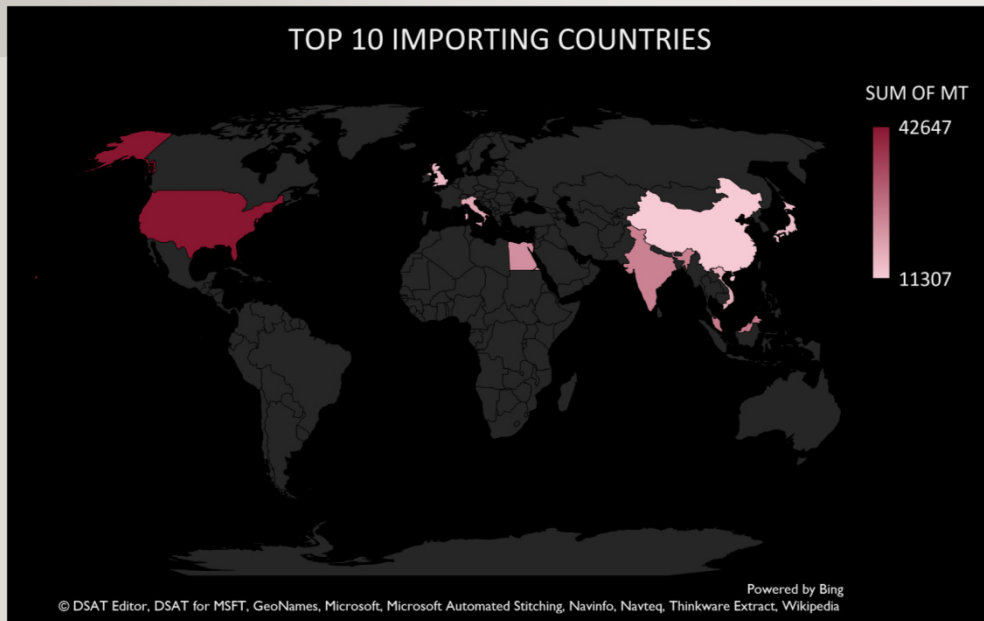 TOP 10 IMPORTING COUNTRIES
SUM OF MT
42647
11307
Powered by Bing
© DSAT Editor, DSAT for MSFT, GeoNames, Microsoft, Microsoft Automated Stitching, Navinfo, Navteq, Thinkware Extract, Wikipedia